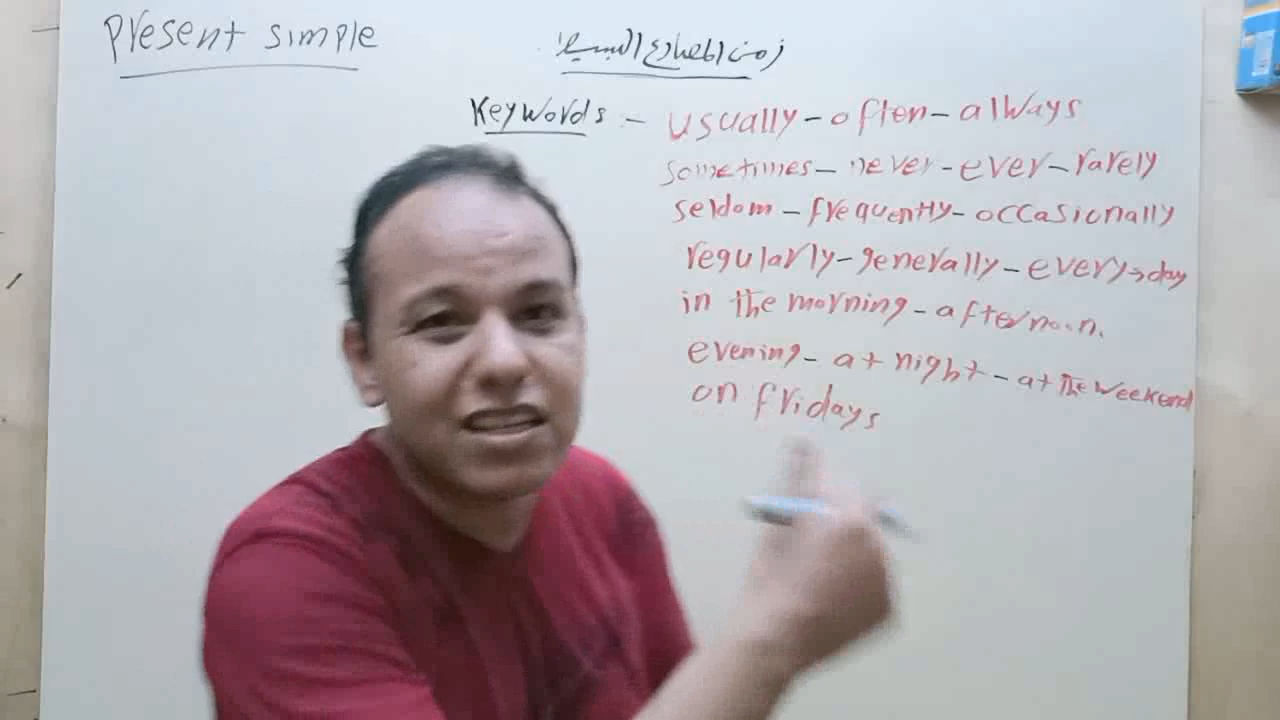 Present simple
زمن المضارع البسيط
Keywords :- usually - often - always
sometimes - never - ever - rarely
seldom - frequently - occasionally
regularly - generally - every → day
in the morning - afternoon.
evening - at night - at the weekend
on fridays